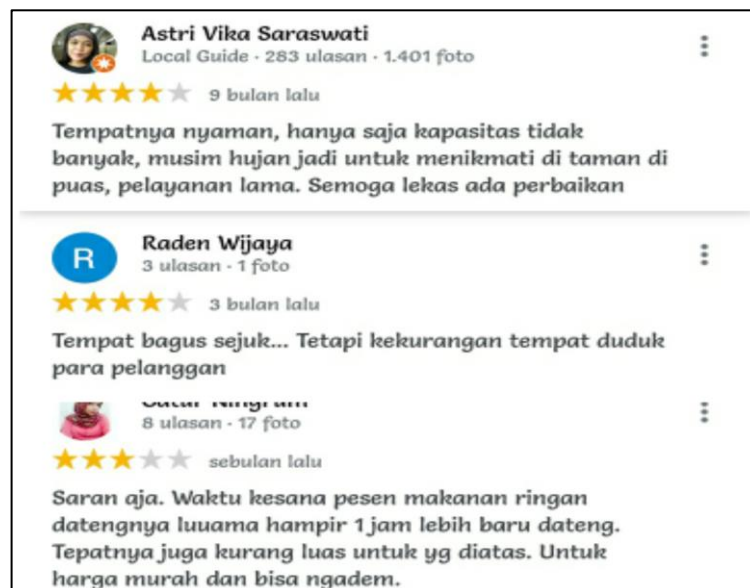 Astri Vika Saraswati
Local Guide · 283 ulasan · 1.401 foto
9 bulan lalu
Tempatnya nyaman, hanya saja kapasitas tidak
banyak, musim hujan jadi untuk menikmati di taman di
puas, pelayanan lama. Semoga lekas ada perbaikan
R
Raden Wijaya
3 ulasan · 1 foto
3 bulan lalu
Tempat bagus sejuk... Tetapi kekurangan tempat duduk
para pelanggan
8 ulasan · 17 foto
sebulan lalu
Saran aja. Waktu kesana pesen makanan ringan
datengnya luuama hampir 1 jam lebih baru dateng.
Tepatnya juga kurang luas untuk yg diatas. Untuk
harga murah dan bisa ngadem.